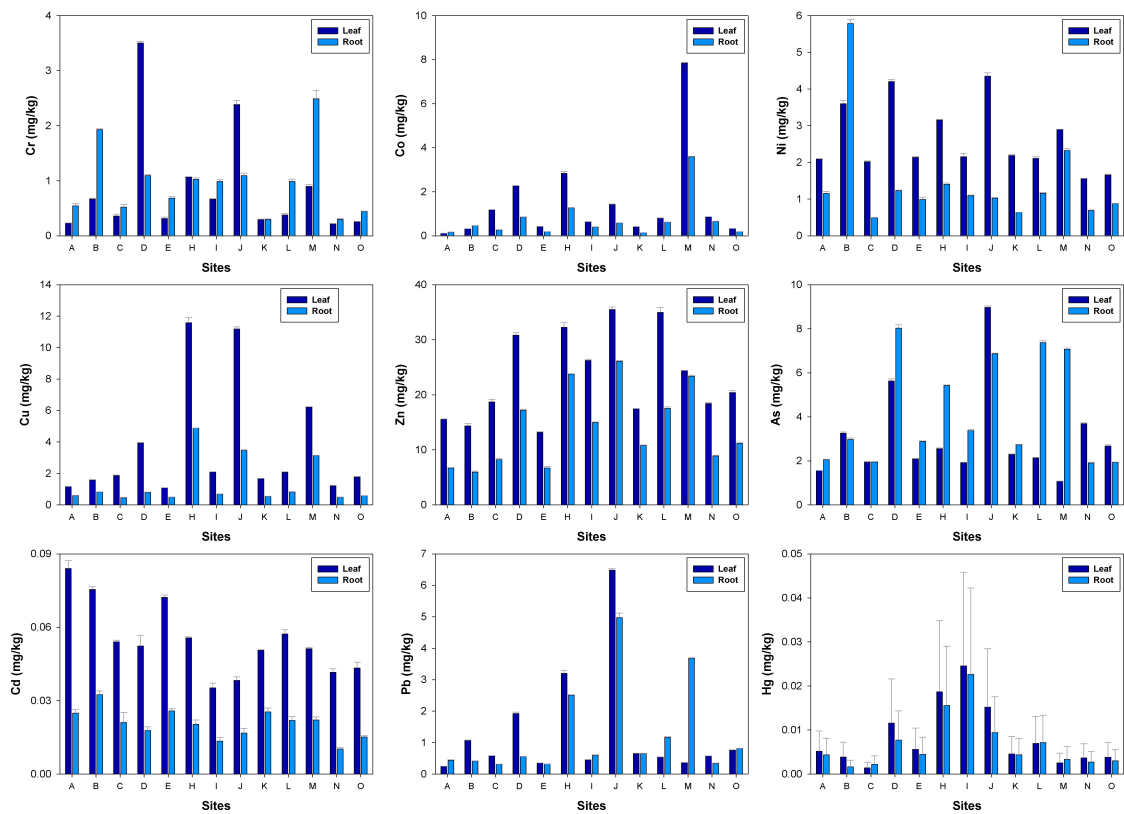 Cr (mg/kg)
4
3
2
1
0
Leaf
Root
A B C D E H I J K L M N O
Sites
Co (mg/kg)
10
8
6
4
2
0
Leaf
Root
A B C D E H I J K L M N O
Sites
Ni (mg/kg)
6
5
4
3
2
1
0
Leaf
Root
A B C D E H I J K L M N O
Sites
Cu (mg/kg)
14
12
10
8
6
4
2
0
Leaf
Root
A B C D E H I J K L M N O
Sites
Zn (mg/kg)
40
30
20
10
0
Leaf
Root
A B C D E H I J K L M N O
Sites
As (mg/kg)
10
8
6
4
2
0
Leaf
Root
A B C D E H I J K L M N O
Sites
Cd (mg/kg)
0.09
0.06
0.03
0.00
Leaf
Root
A B C D E H I J K L M N O
Sites
Pb (mg/kg)
7
6
5
4
3
2
1
0
Leaf
Root
A B C D E H I J K L M N O
Sites
Hg (mg/kg)
0.05
0.04
0.03
0.02
0.01
0.00
Leaf
Root
A B C D E H I J K L M N O
Sites